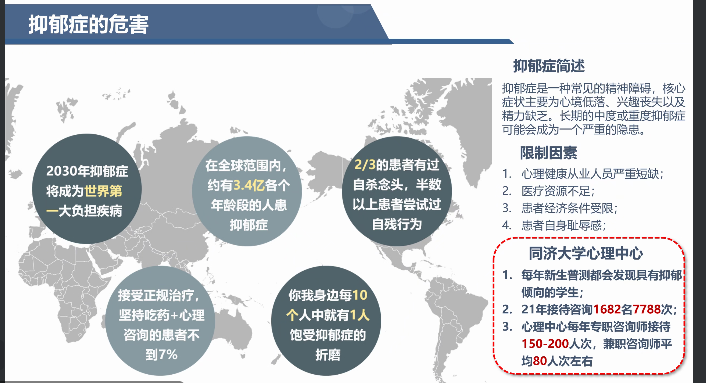 抑郁症的危害
2030年抑郁症
将成为世界第
一大负担疾病
在全球范围内，
约有3.4亿各个
年龄段的人患
抑郁症
2/3的患者有过
自杀念头，半数
以上患者尝试过
自残行为
接受正规治疗，
坚持吃药+心理
咨询的患者不
到7%
你我身边每10
个人中就有1人
饱受抑郁症的
折磨
抑郁症简述
抑郁症是一种常见的精神障碍，核心
症状主要为心境低落、兴趣丧失以及
精力缺乏。长期的中度或重度抑郁症
可能会成为一个严重的隐患。
限制因素
1. 心理健康从业人员严重短缺；
2. 医疗资源不足；
3. 患者经济条件受限；
4. 患者自身耻辱感；
同济大学心理中心
1. 每年新生普测都会发现具有抑郁
倾向的学生；
2. 21年接待咨询1682名7788次；
3. 心理中心每年专职咨询师接待
150-200人次，兼职咨询师平
均80人次左右